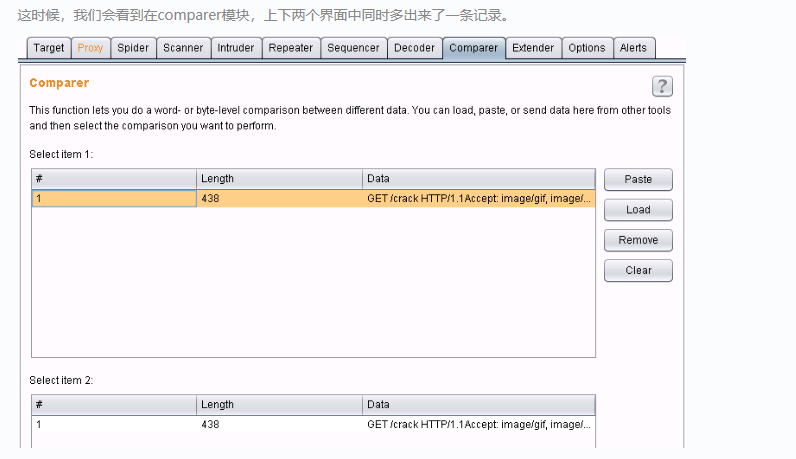 这时候，我们会看到在comparer模块，上下两个界面中同时多出来了一条记录。
Target Proxy Spider Scanner Intruder Repeater Sequencer Decoder Comparer Extender Options Alerts
Comparer
?
This function lets you do a word- or byte-level comparison between different data. You can load, paste, or send data here from other tools
and then select the comparison you want to perform.
Select item 1:
# Length Data
1 438 GET /crack HTTP/1.1Accept: image/gif, image/...
Paste
Load
Remove
Clear
Select item 2:
# Length Data
1 438 GET /crack HTTP/1.1Accept: image/gif, image/...